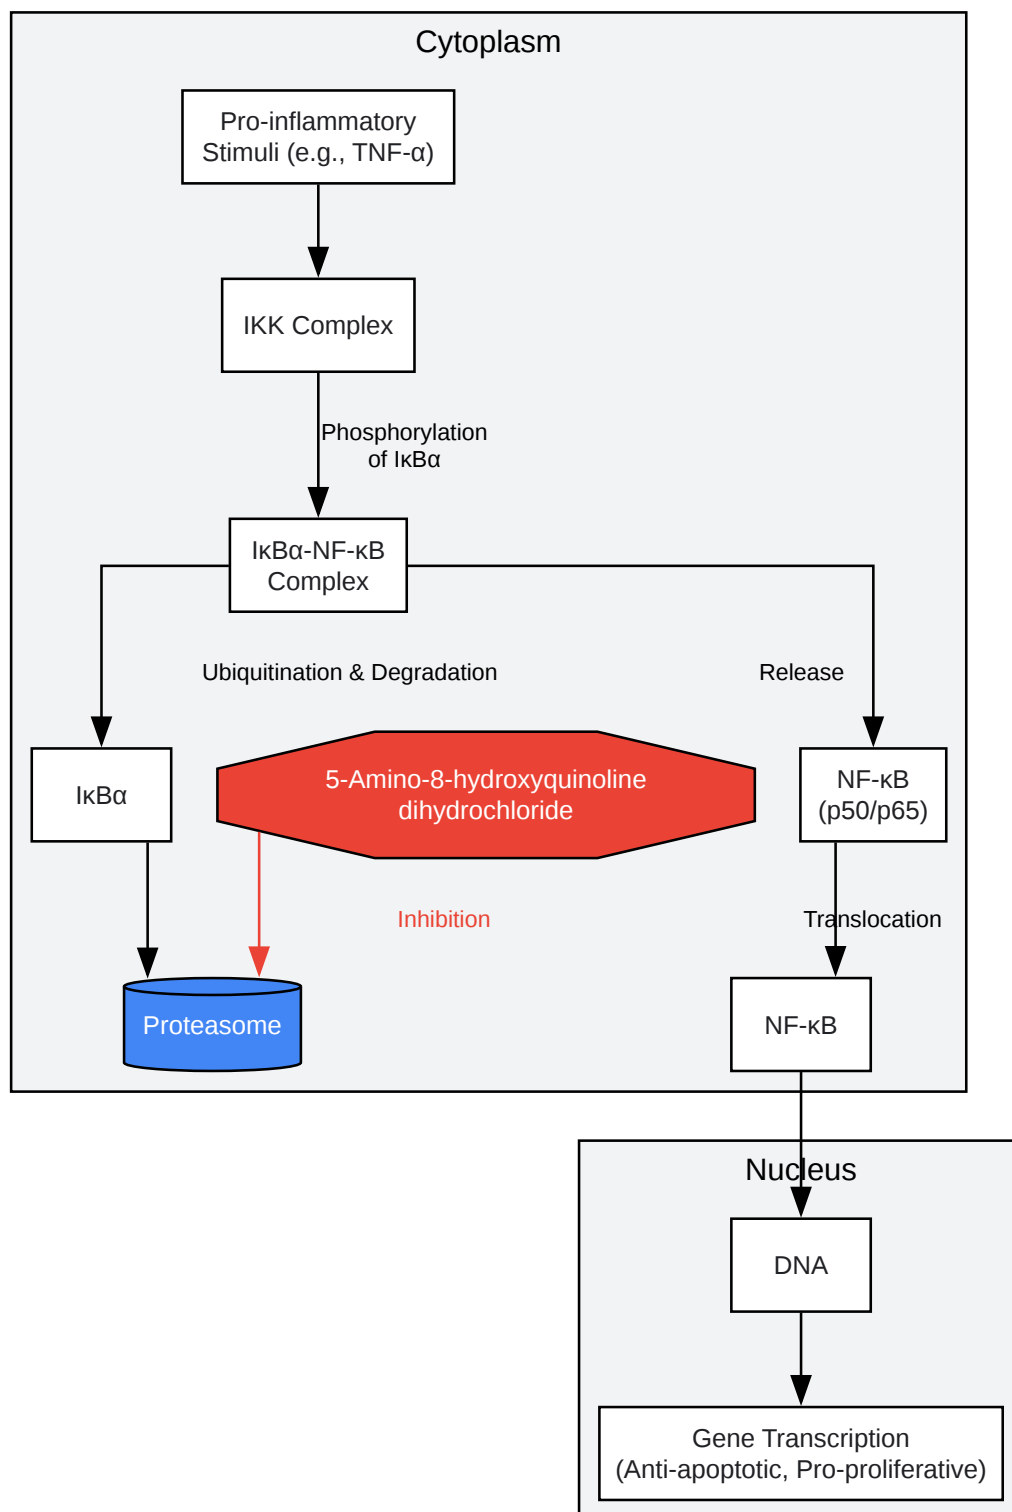 Cytoplasm
Pro-inflammatory
Stimuli (e.g., TNF-α)
IKK Complex
Phosphorylation
of IκBα
IκBα-NF-κB
Complex
Ubiquitination & Degradation
Release
IκBα
5-Amino-8-hydroxyquinoline
dihydrochloride
NF-κB
(p50/p65)
Inhibition
Translocation
Proteasome
NF-κB
Nucleus
DNA
Gene Transcription
(Anti-apoptotic, Pro-proliferative)